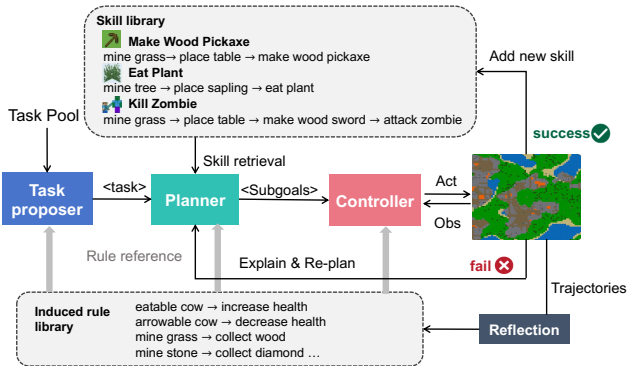 Skill library
Make Wood Pickaxe
mine grass→ place table → make wood pickaxe
Eat Plant
mine tree → place sapling → eat plant
Kill Zombie
mine grass → place table → make wood sword → attack zombie
Add new skill
Task Pool
success
Skill retrieval
Task proposer
<task>
Planner
<Subgoals>
Controller
Act
Obs
Rule reference
Explain & Re-plan
fail
Trajectories
Induced rule library
eatable cow → increase health
arrowable cow → decrease health
mine grass → collect wood
mine stone → collect diamond ...
Reflection